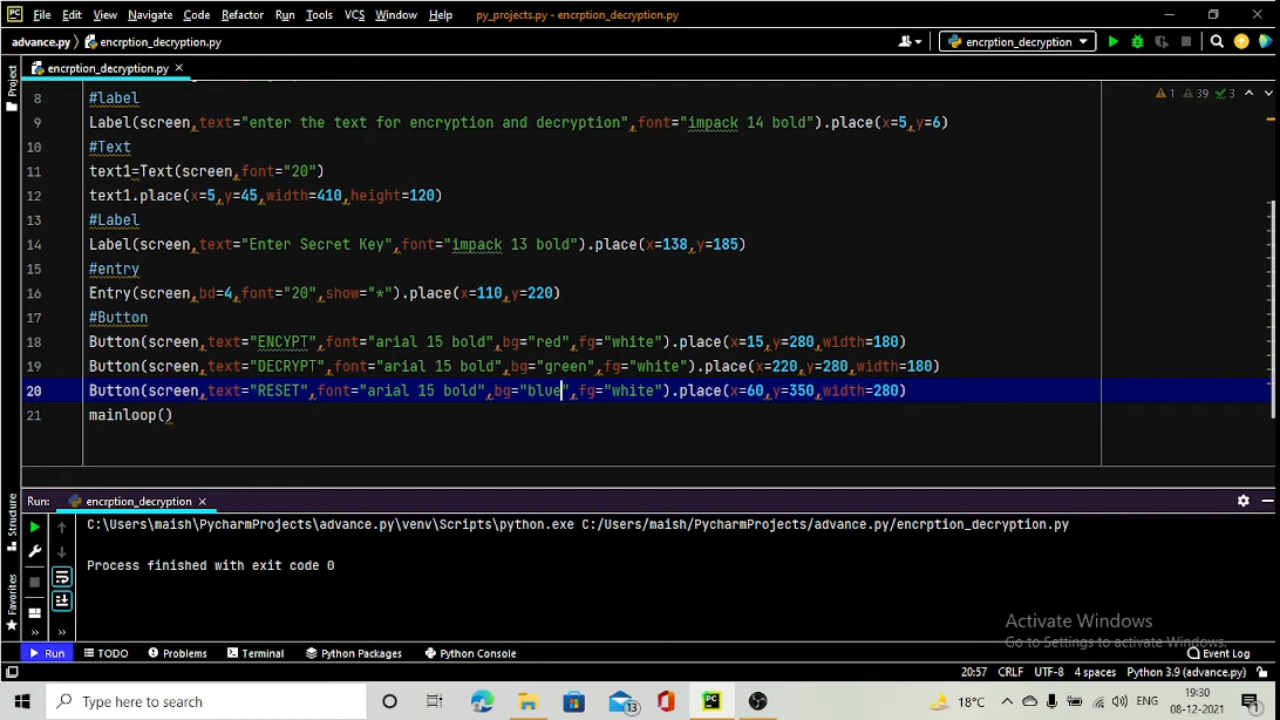 File Edit View Navigate Code Refactor Run Tools VCS Window Help py_projects.py - encrption_decryption.py
advance.py encrption_decryption.py encrption_decryption
Project
encrption_decryption.py
1 39 3
8 #label
9 Label(screen,text="enter the text for encryption and decryption",font="impack 14 bold").place(x=5,y=6)
10 #Text
11 text1=Text(screen,font="20")
12 text1.place(x=5,y=45,width=410,height=120)
13 #Label
14 Label(screen,text="Enter Secret Key",font="impack 13 bold").place(x=138,y=185)
15 #entry
16 Entry(screen,bd=4,font="20",show="*").place(x=110,y=220)
17 #Button
18 Button(screen,text="ENCYPT",font="arial 15 bold",bg="red",fg="white").place(x=15,y=280,width=180)
19 Button(screen,text="DECRYPT",font="arial 15 bold",bg="green",fg="white").place(x=220,y=280,width=180)
20 Button(screen,text="RESET",font="arial 15 bold",bg="blue",fg="white").place(x=60,y=350,width=280)
21 mainloop()
Structure
Favorites
Run: encrption_decryption
C:\Users\maish\PycharmProjects\advance.py\venv\Scripts\python.exe C:/Users/maish/PycharmProjects/advance.py/encrption_decryption.py
Process finished with exit code 0
Activate Windows
Go to Settings to activate Windows.
Run TODO Problems Terminal Python Packages Python Console Event Log
20:57 CRLF UTF-8 4 spaces Python 3.9 (advance.py)
Type here to search 13 18°C ENG 19:30
08-12-2021 1